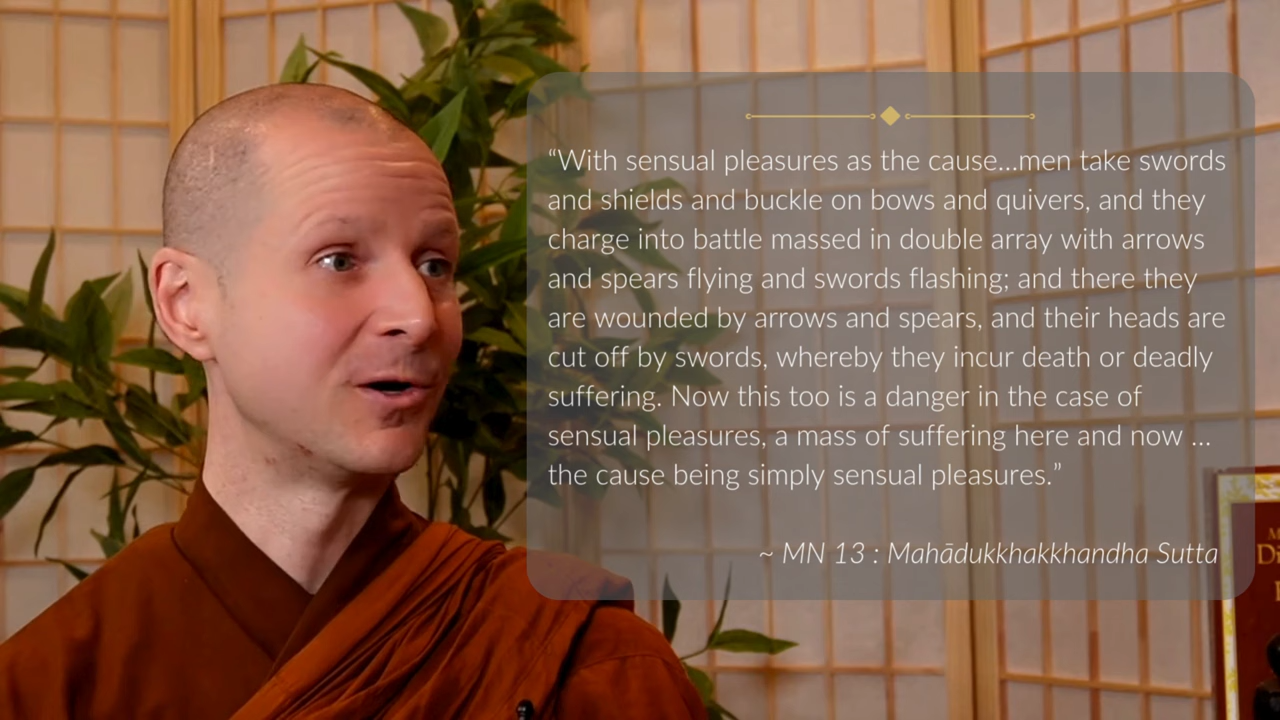 “With sensual pleasures as the cause...men take swords
and shields and buckle on bows and quivers, and they
charge into battle massed in double array with arrows
and spears flying and swords flashing; and there they
are wounded by arrows and spears, and their heads are
cut off by swords, whereby they incur death or deadly
suffering. Now this too is a danger in the case of
sensual pleasures, a mass of suffering here and now ...
the cause being simply sensual pleasures.”
~ MN 13 : Mahādukkhakkhandha Sutta